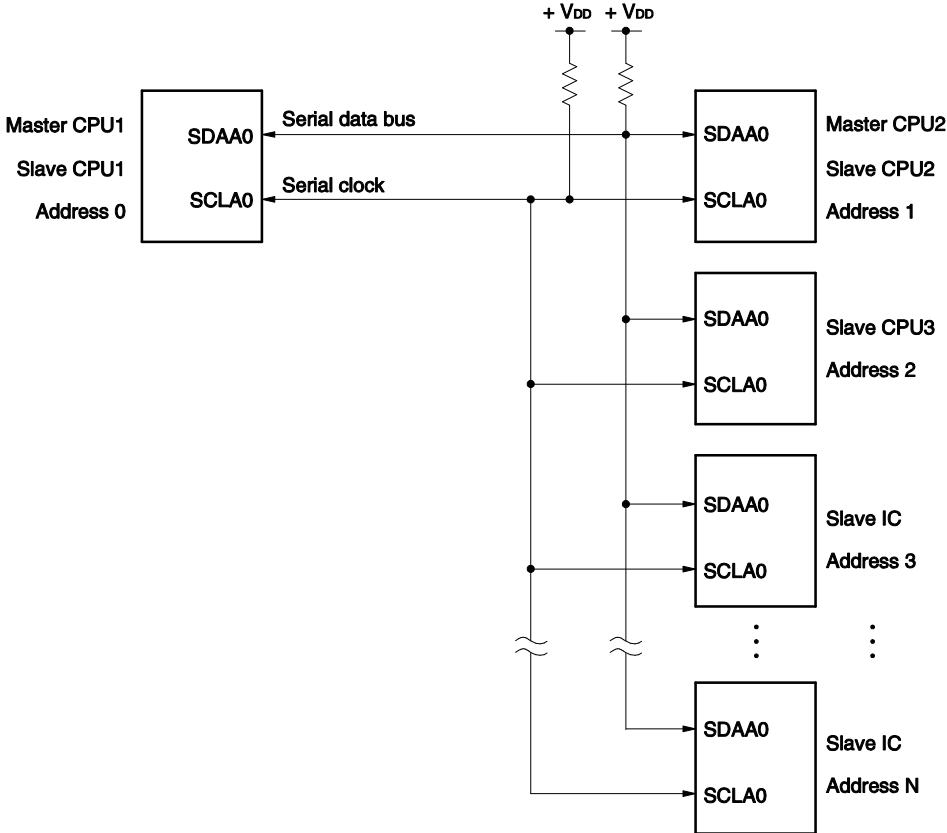 + VDD + VDD
Master CPU1
Slave CPU1
Address 0
SDAA0
SCLA0
Serial data bus
Serial clock
SDAA0
SCLA0
Master CPU2
Slave CPU2
Address 1
SDAA0
SCLA0
Slave CPU3
Address 2
SDAA0
SCLA0
Slave IC
Address 3
SDAA0
SCLA0
Slave IC
Address N